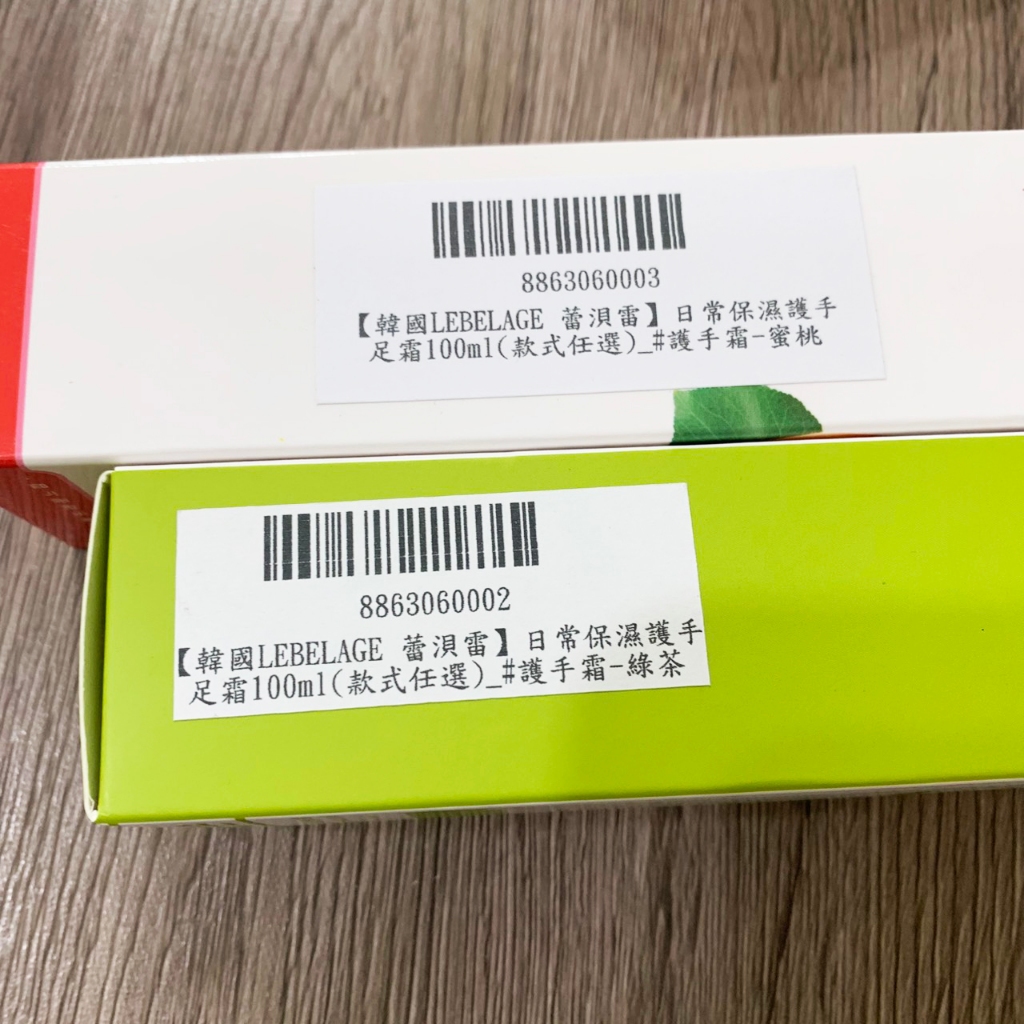 8863060003
【韓國LEBELAGE 蕾浿雷】日常保濕護手
足霜100ml(款式任選)_#護手霜-蜜桃
8863060002
【韓國LEBELAGE 蕾浿雷】日常保濕護手
足霜100ml(款式任選)_#護手霜-綠茶